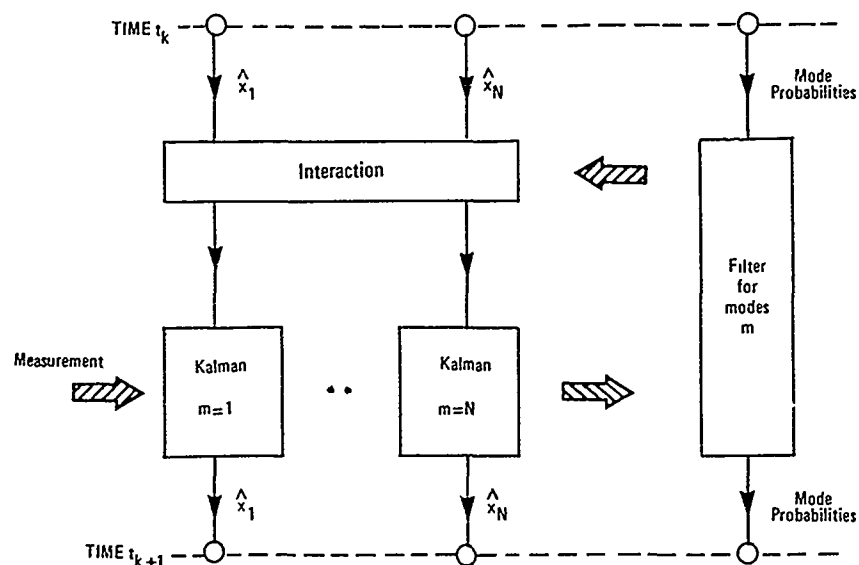 TIME t_k
x̂_1
x̂_N
Mode
Probabilities
Interaction
Filter
for
modes
m
Measurement
Kalman
m=1
..
Kalman
m=N
x̂_1
x̂_N
Mode
Probabilities
TIME t_k+1